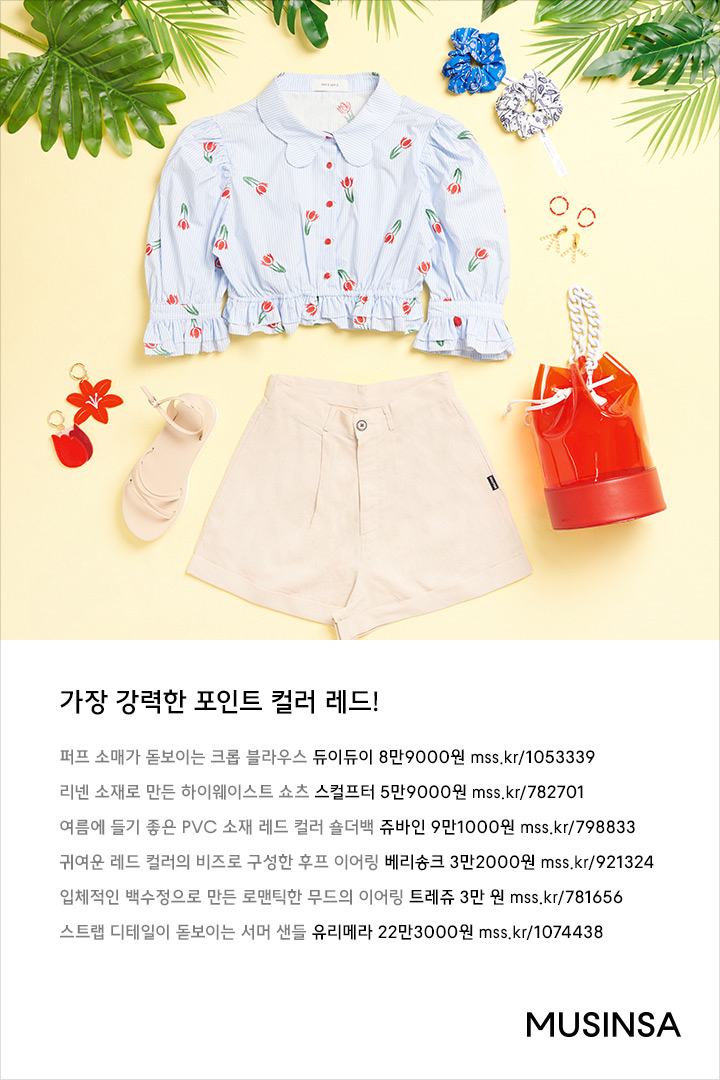 가장 강력한 포인트 컬러 레드!
퍼프 소매가 돋보이는 크롭 블라우스 듀이듀이 8만9000원 mss.kr/1053339
리넨 소재로 만든 하이웨이스트 쇼츠 스컬프터 5만9000원 mss.kr/782701
여름에 들기 좋은 PVC 소재 레드 컬러 숄더백 쥬바인 9만1000원 mss.kr/798833
귀여운 레드 컬러의 비즈로 구성한 후프 이어링 베리송크 3만2000원 mss.kr/921324
입체적인 백수정으로 만든 로맨틱한 무드의 이어링 트레쥬 3만 원 mss.kr/781656
스트랩 디테일이 돋보이는 서머 샌들 유리메라 22만3000원 mss.kr/1074438
MUSINSA